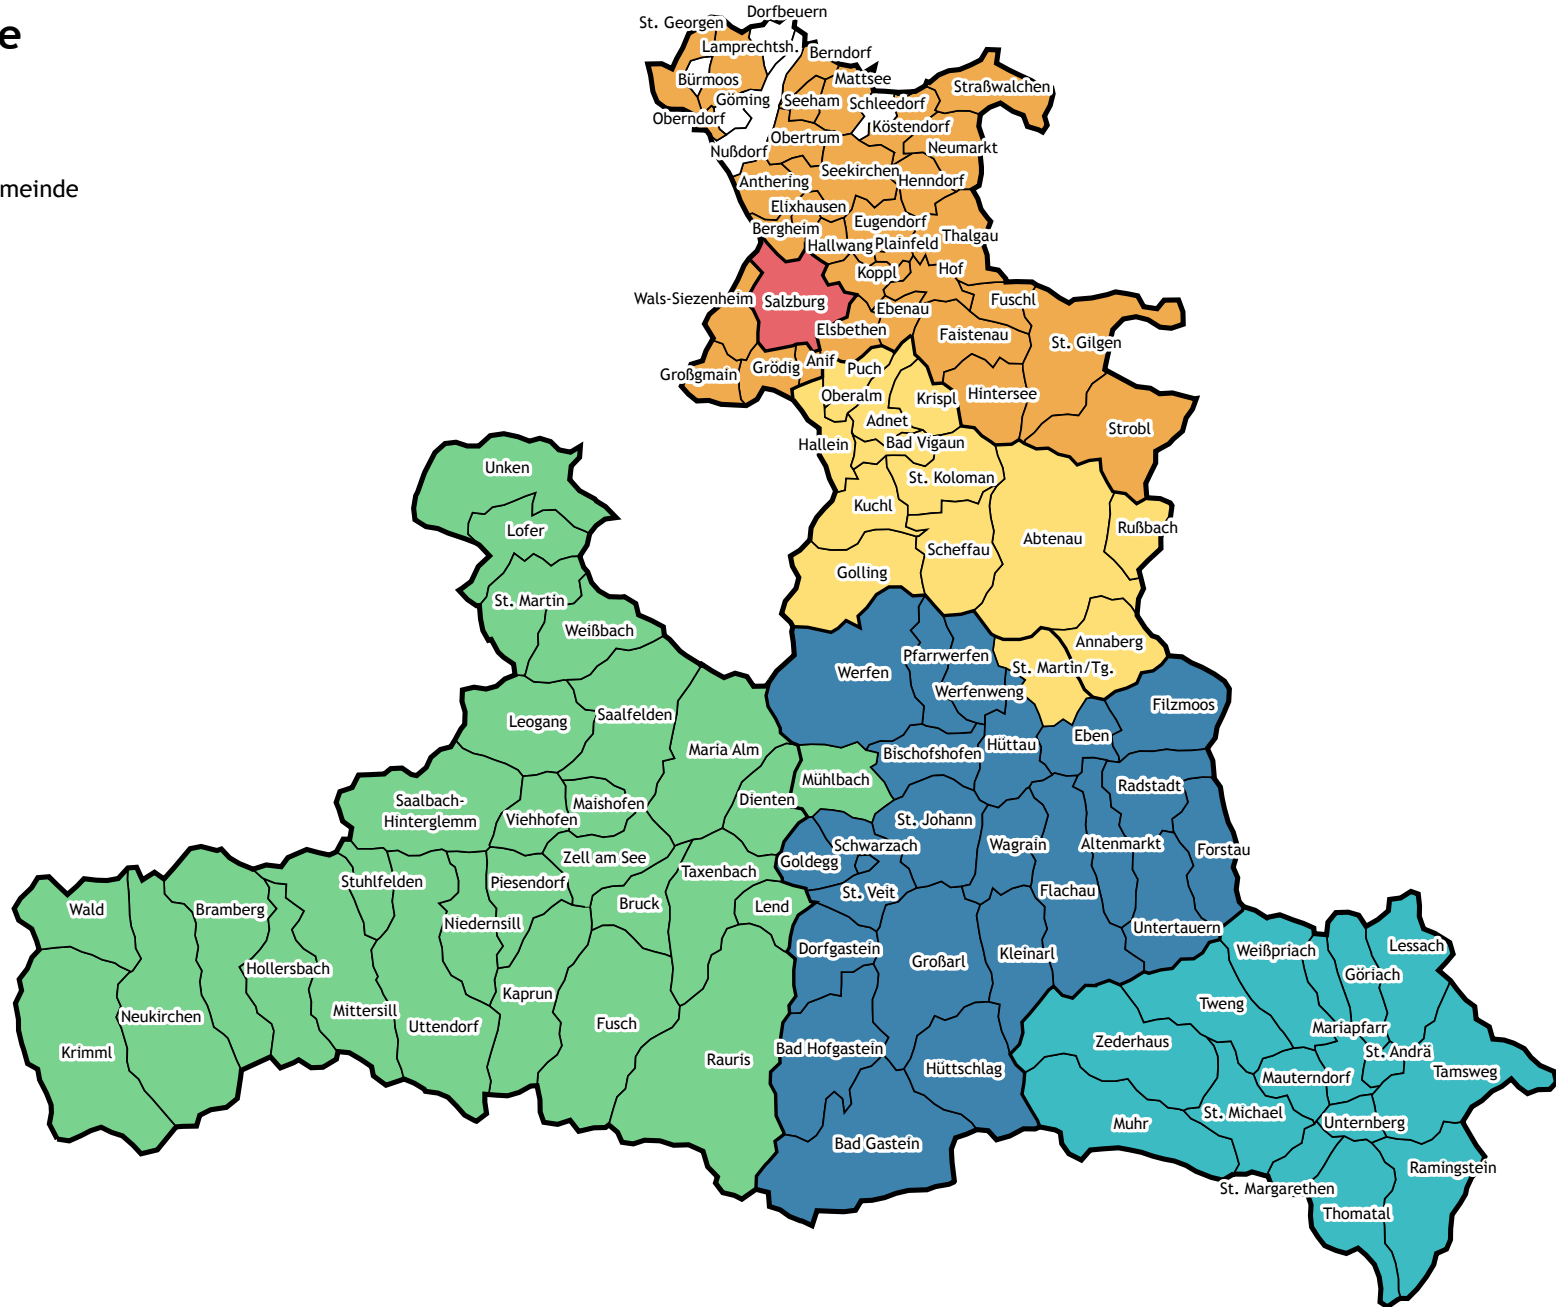 e
meinde
Dorfbeuern
St. Georgen
Lamprechtsh.
Berndorf
Bürmoos
Mattsee
Straßwalchen
Göming
Seeham
Schleedorf
Oberndorf
Köstendorf
Obertrum
Neumarkt
Nußdorf
Seekirchen
Anthering
Henndorf
Elixhausen
Eugendorf
Bergheim
Thalgau
Hallwang
Plainfeld
Koppl
Hof
Wals-Siezenheim
Salzburg
Fuschl
Ebenau
Elsbethen
Faistenau
St. Gilgen
Anif
Grödig
Puch
Großgmain
Oberalm
Krispl
Hintersee
Adnet
Strobl
Hallein
Bad Vigaun
Unken
St. Koloman
Kuchl
Lofer
Rußbach
Abtenau
Scheffau
Golling
St. Martin
Weißbach
Annaberg
Pfarrwerfen
Werfen
St. Martin/Tg.
Werfenweng
Filzmoos
Saalfelden
Leogang
Eben
Hüttau
Maria Alm
Bischofshofen
Mühlbach
Radstadt
Saalbach-
Hinterglemm
Dienten
Maishofen
Viehhofen
St. Johann
Schwarzach
Wagrain
Altenmarkt
Forstau
Zell am See
Goldegg
Taxenbach
Stuhlfelden
Piesendorf
St. Veit
Flachau
Wald
Bramberg
Bruck
Lend
Niedernsill
Untertauern
Dorfgastein
Lessach
Weißpriach
Kleinarl
Großarl
Hollersbach
Göriach
Kaprun
Tweng
Mittersill
Neukirchen
Fusch
Uttendorf
Mariapfarr
Zederhaus
Bad Hofgastein
St. Andrä
Krimml
Rauris
Hüttschlag
Tamsweg
Mauterndorf
St. Michael
Muhr
Unternberg
Bad Gastein
Ramingstein
St. Margarethen
Thomatal